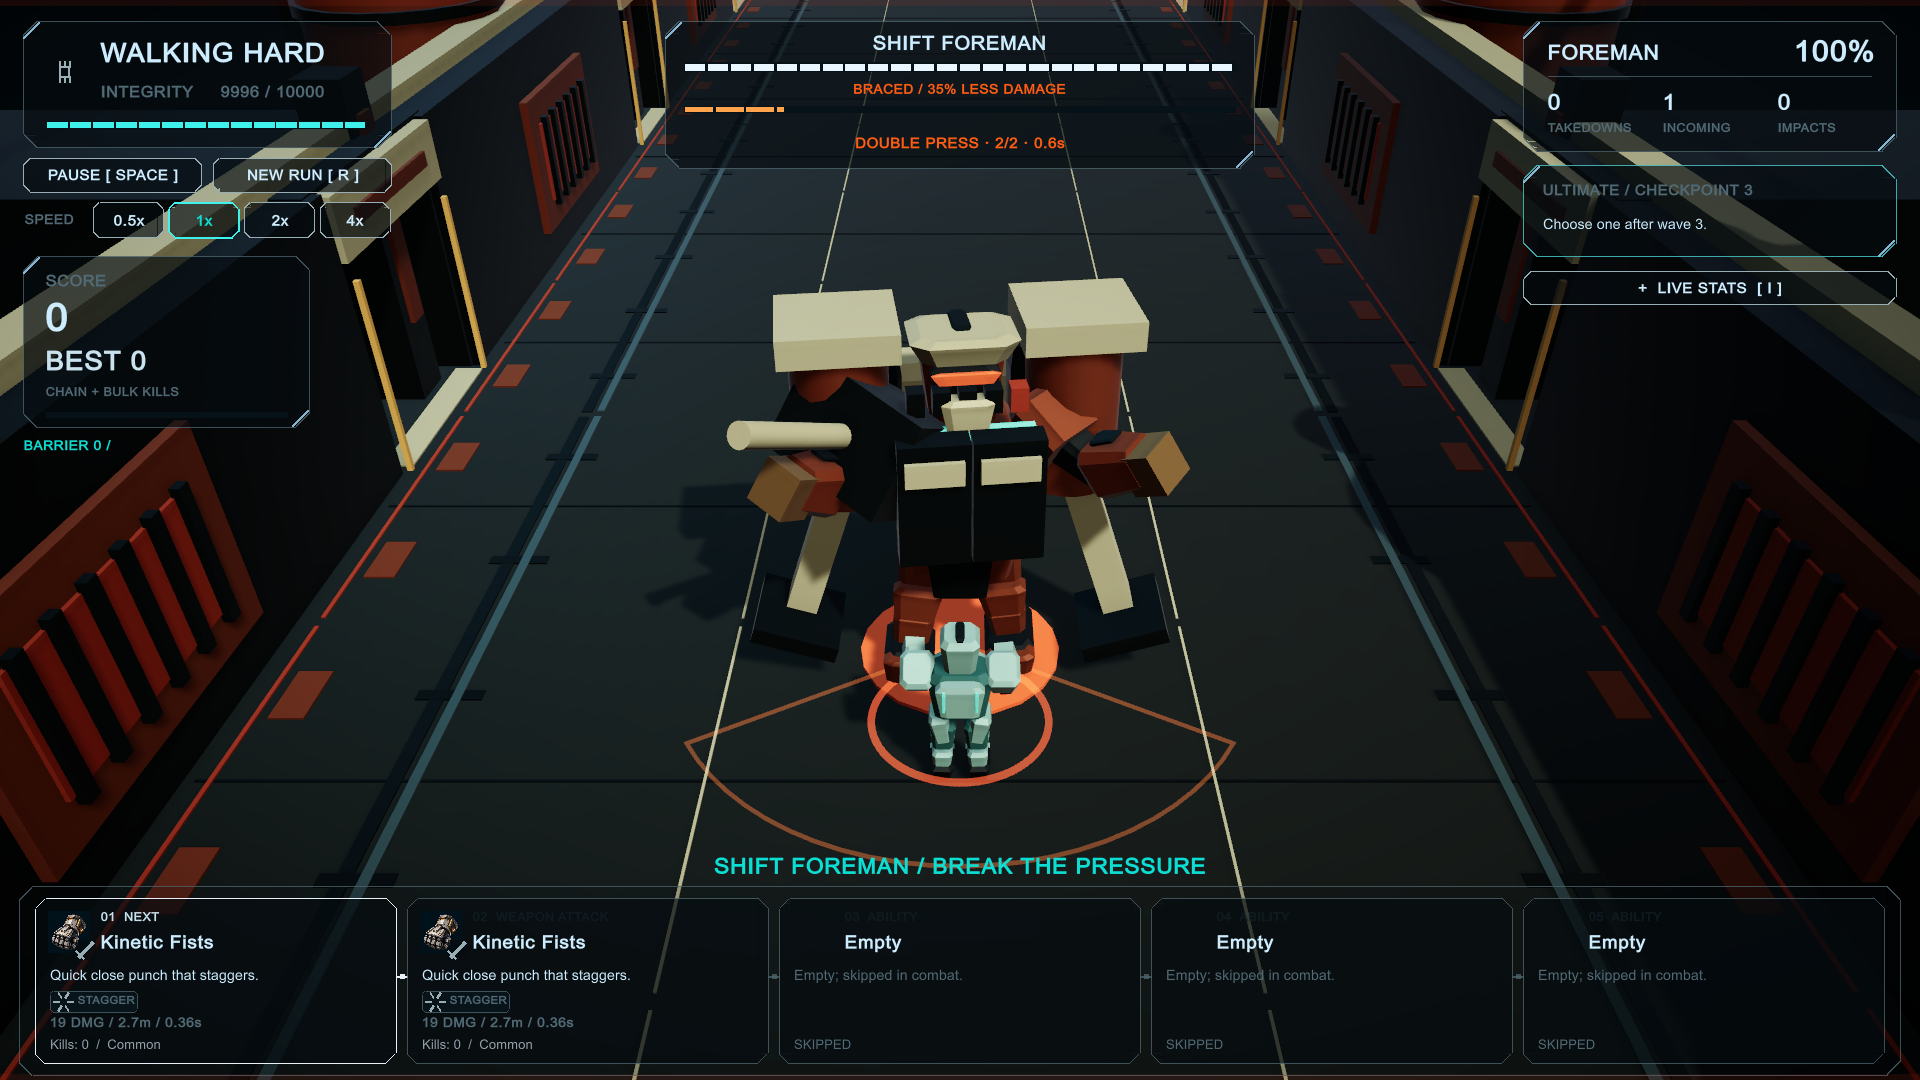 WALKING HARD
INTEGRITY 9996 / 10000
PAUSE [ SPACE ]
NEW RUN [ R ]
SPEED
0.5x
1x
2x
4x
SCORE
0
BEST 0
CHAIN + BULK KILLS
BARRIER 0 /
SHIFT FOREMAN
BRACED / 35% LESS DAMAGE
DOUBLE PRESS · 2/2 · 0.6s
FOREMAN 100%
0 1 0
TAKEDOWNS INCOMING IMPACTS
ULTIMATE / CHECKPOINT 3
Choose one after wave 3.
+ LIVE STATS [ I ]
SHIFT FOREMAN / BREAK THE PRESSURE
01 NEXT
Kinetic Fists
Quick close punch that staggers.
STAGGER
19 DMG / 2.7m / 0.36s
Kills: 0 / Common
02 WEAPON ATTACK
Kinetic Fists
Quick close punch that staggers.
STAGGER
19 DMG / 2.7m / 0.36s
Kills: 0 / Common
03 ABILITY
Empty
Empty; skipped in combat.
SKIPPED
04 ABILITY
Empty
Empty; skipped in combat.
SKIPPED
05 ABILITY
Empty
Empty; skipped in combat.
SKIPPED